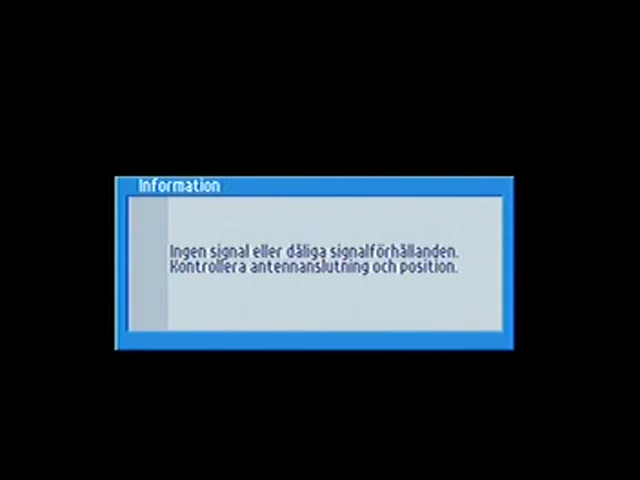 Information
Ingen signal eller dåliga signalförhållanden.
Kontrollera antennanslutning och position.